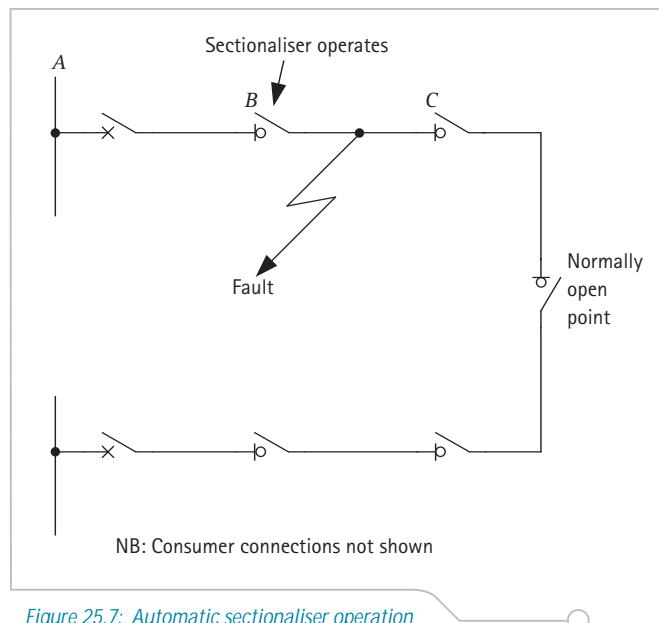 Sectionaliser operates
A
B
C
Fault
Normally
open
point
NB: Consumer connections not shown
Figure 25.7: Automatic sectionaliser operation